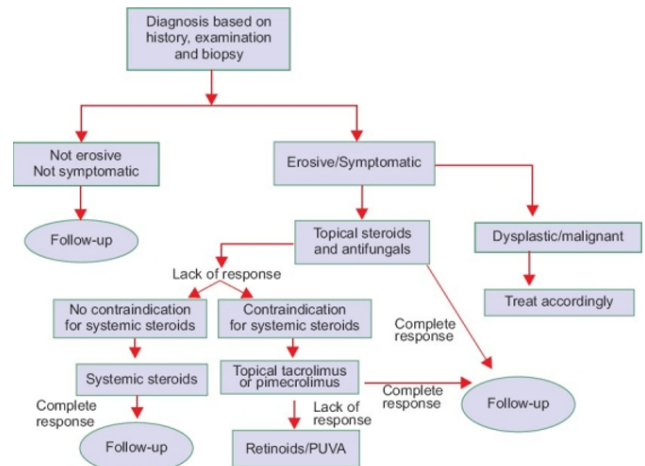 Diagnosis based on
history, examination
and biopsy
Not erosive
Not symptomatic
Erosive/Symptomatic
Follow-up
Topical steroids
and antifungals
Dysplastic/malignant
Lack of response
Treat accordingly
No contraindication
for systemic steroids
Contraindication
for systemic steroids
Complete
response
Systemic steroids
Topical tacrolimus
or pimecrolimus
Complete
response
Complete
response
Follow-up
Lack of
response
Follow-up
Retinoids/PUVA